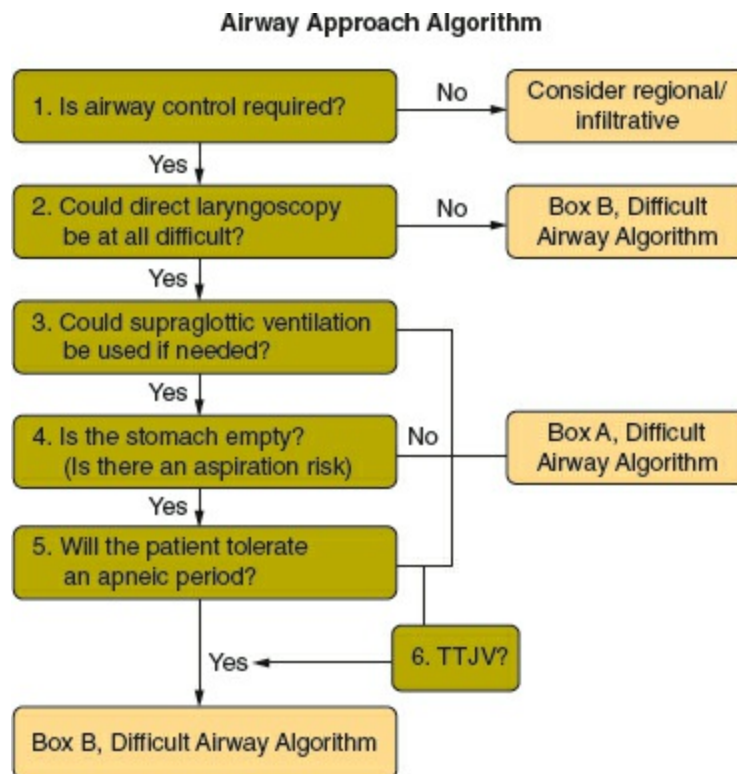 Airway Approach Algorithm
1. Is airway control required?
No
Consider regional/
infiltrative
Yes
2. Could direct laryngoscopy
be at all difficult?
No
Box B, Difficult
Airway Algorithm
Yes
3. Could supraglottic ventilation
be used if needed?
Yes
4. Is the stomach empty?
(Is there an aspiration risk)
No
Box A, Difficult
Airway Algorithm
Yes
5. Will the patient tolerate
an apneic period?
6. TTJV?
Yes
Box B, Difficult Airway Algorithm